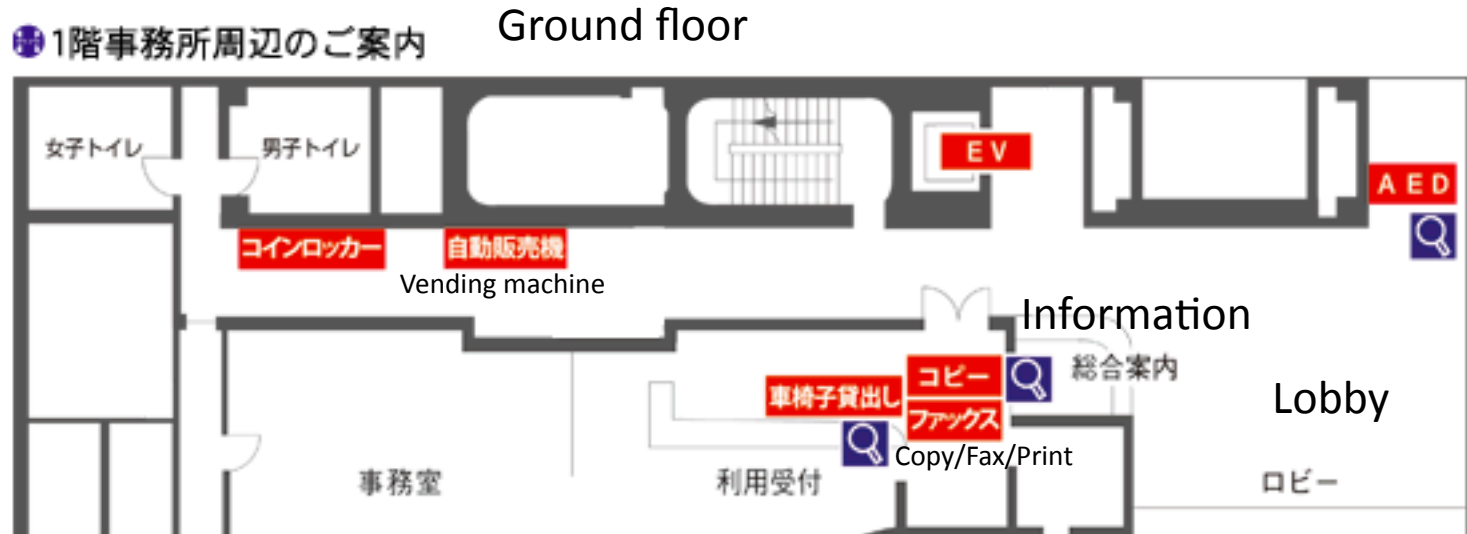 Ground floor
1階事務所周辺のご案内
女子トイレ
男子トイレ
EV
AED
コインロッカー
自動販売機
Vending machine
Information
総合案内
コピー
車椅子貸出し
ファックス
Copy/Fax/Print
Lobby
事務室
利用受付
ロビー